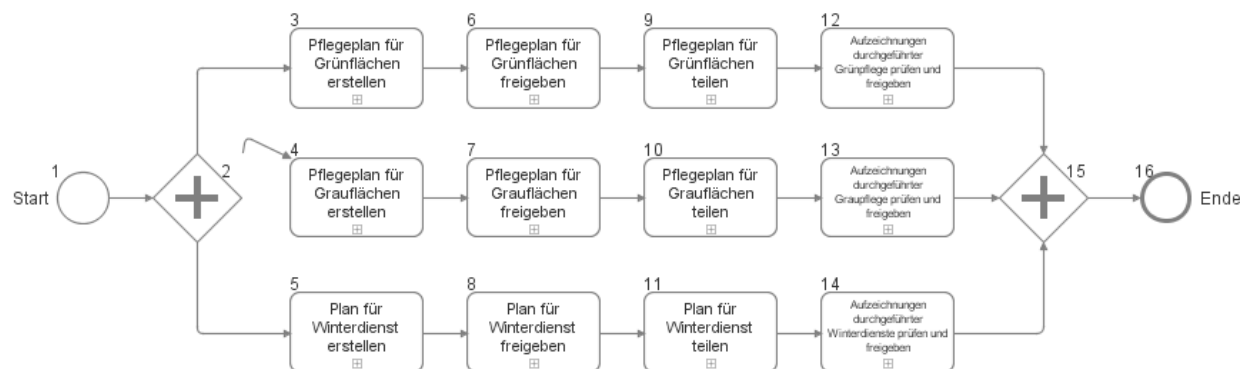 3
Pflegeplan für
Grünflächen
erstellen
6
Pflegeplan für
Grünflächen
freigeben
9
Pflegeplan für
Grünflächen
teilen
12
Aufzeichnungen
durchgeführter
Grünpflege prüfen und
freigeben
1
Start
2
4
Pflegeplan für
Grauflächen
erstellen
7
Pflegeplan für
Grauflächen
freigeben
10
Pflegeplan für
Grauflächen
teilen
13
Aufzeichnungen
durchgeführter
Graupflege prüfen und
freigeben
15
16
Ende
5
Plan für
Winterdienst
erstellen
8
Plan für
Winterdienst
freigeben
11
Plan für
Winterdienst
teilen
14
Aufzeichnungen
durchgeführter
Winterdienste prüfen und
freigeben